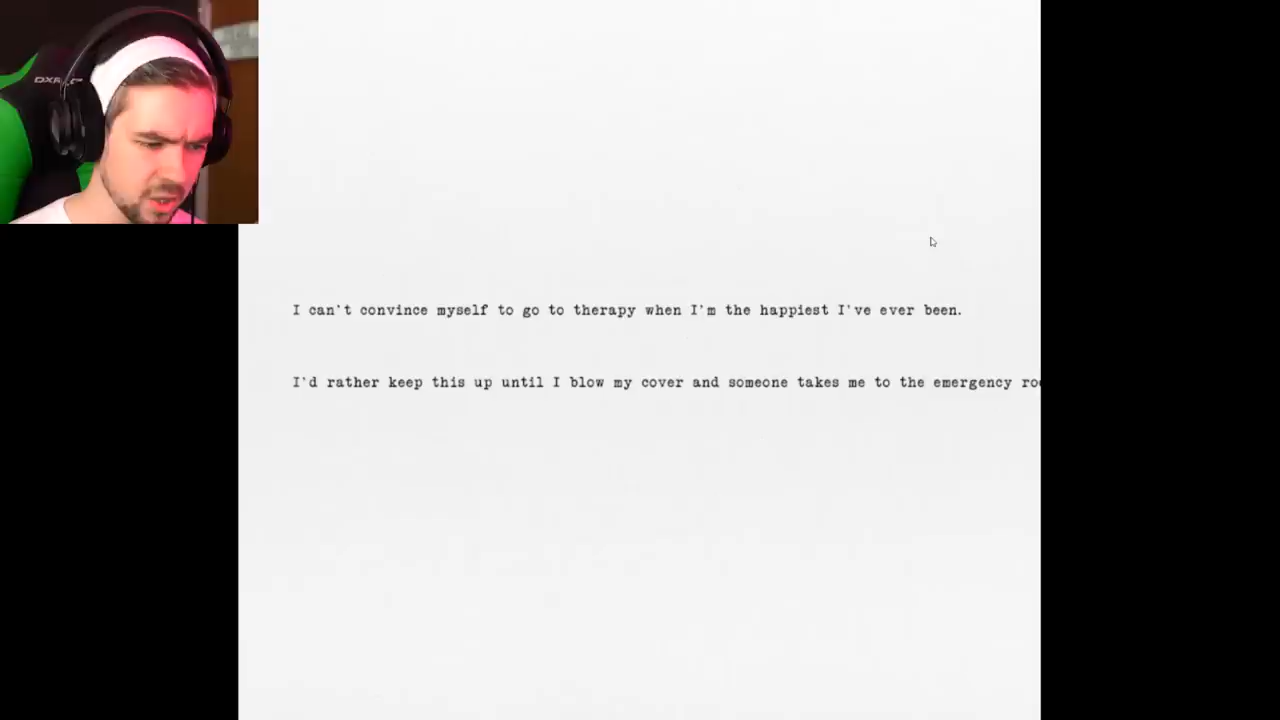 I can't convince myself to go to therapy when I'm the happiest I've ever been.
I'd rather keep this up until I blow my cover and someone takes me to the emergency